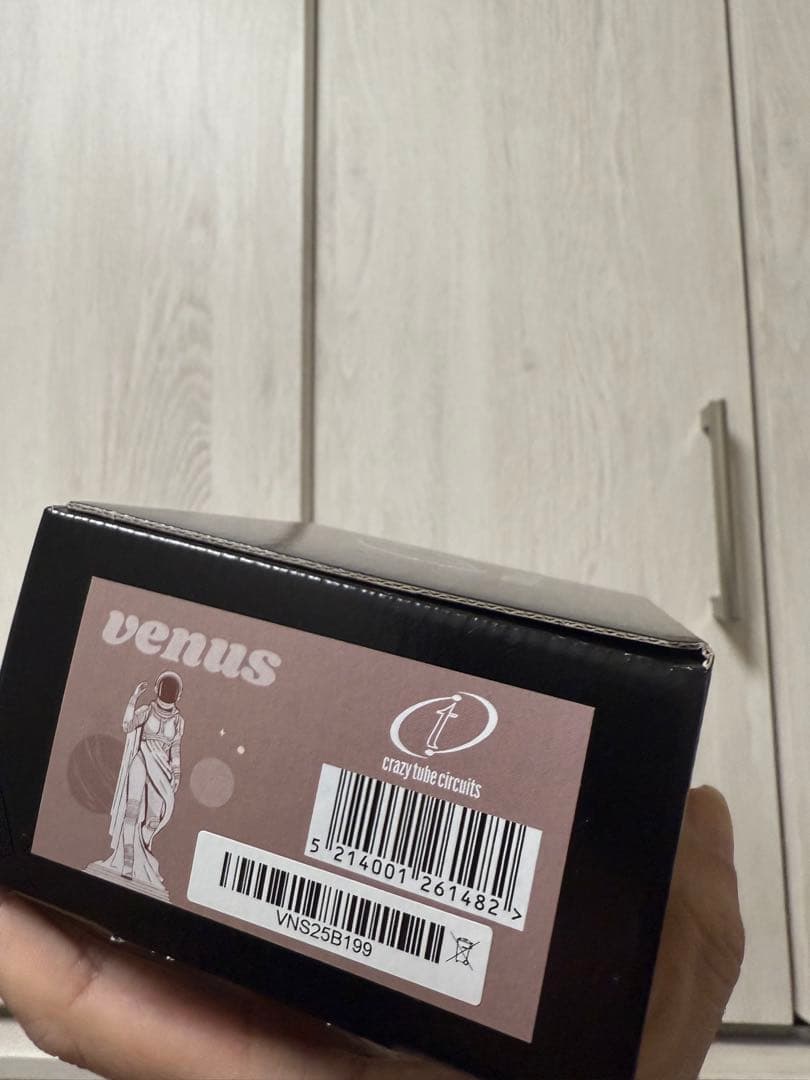 venus
t
crazy tube circuits
5 214001 261482 >
VNS25B199